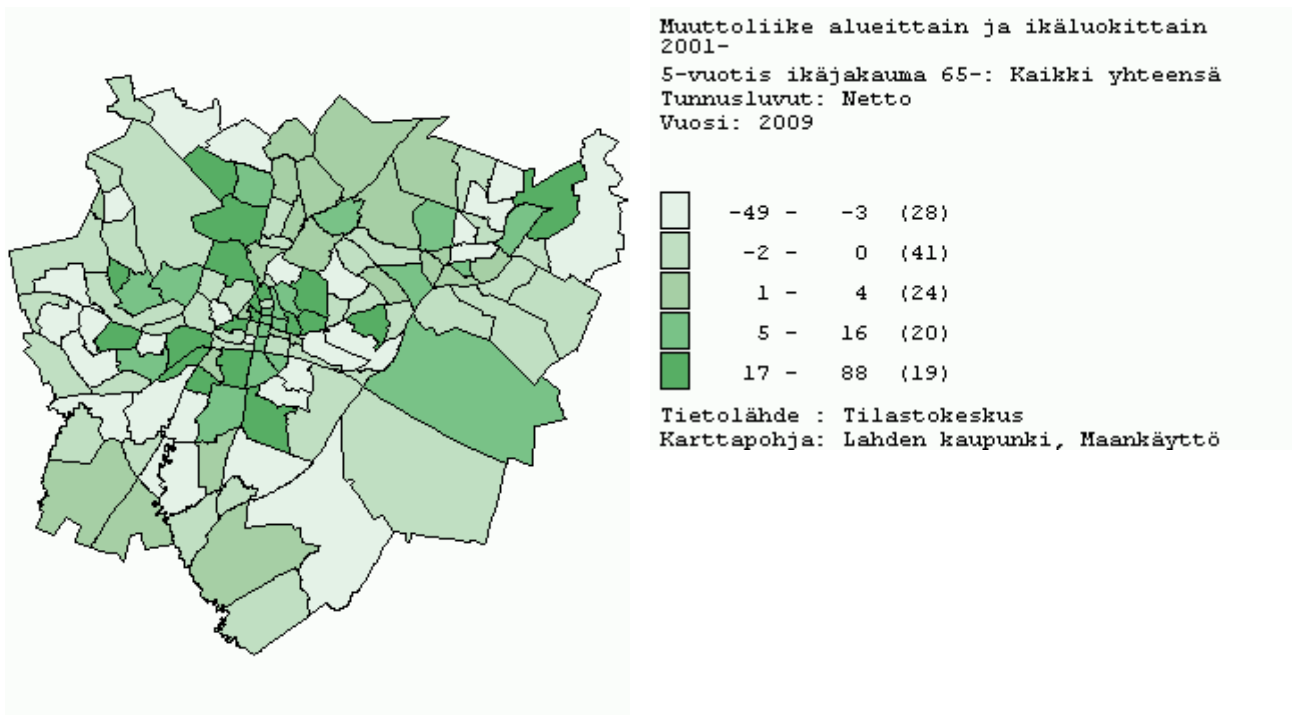 Muuttoliike alueittain ja ikäluokittain
2001-
5-vuotis ikäjakauma 65-: Kaikki yhteensä
Tunnusluvut: Netto
Vuosi: 2009
-49 - -3 (28)
-2 - 0 (41)
1 - 4 (24)
5 - 16 (20)
17 - 88 (19)
Tietolähde : Tilastokeskus
Karttapohja: Lahden kaupunki, Maankäyttö